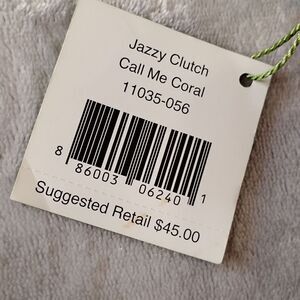 Jazzy Clutch
Call Me Coral
11035-056
8 86003 06240 1
Suggested Retail $45.00